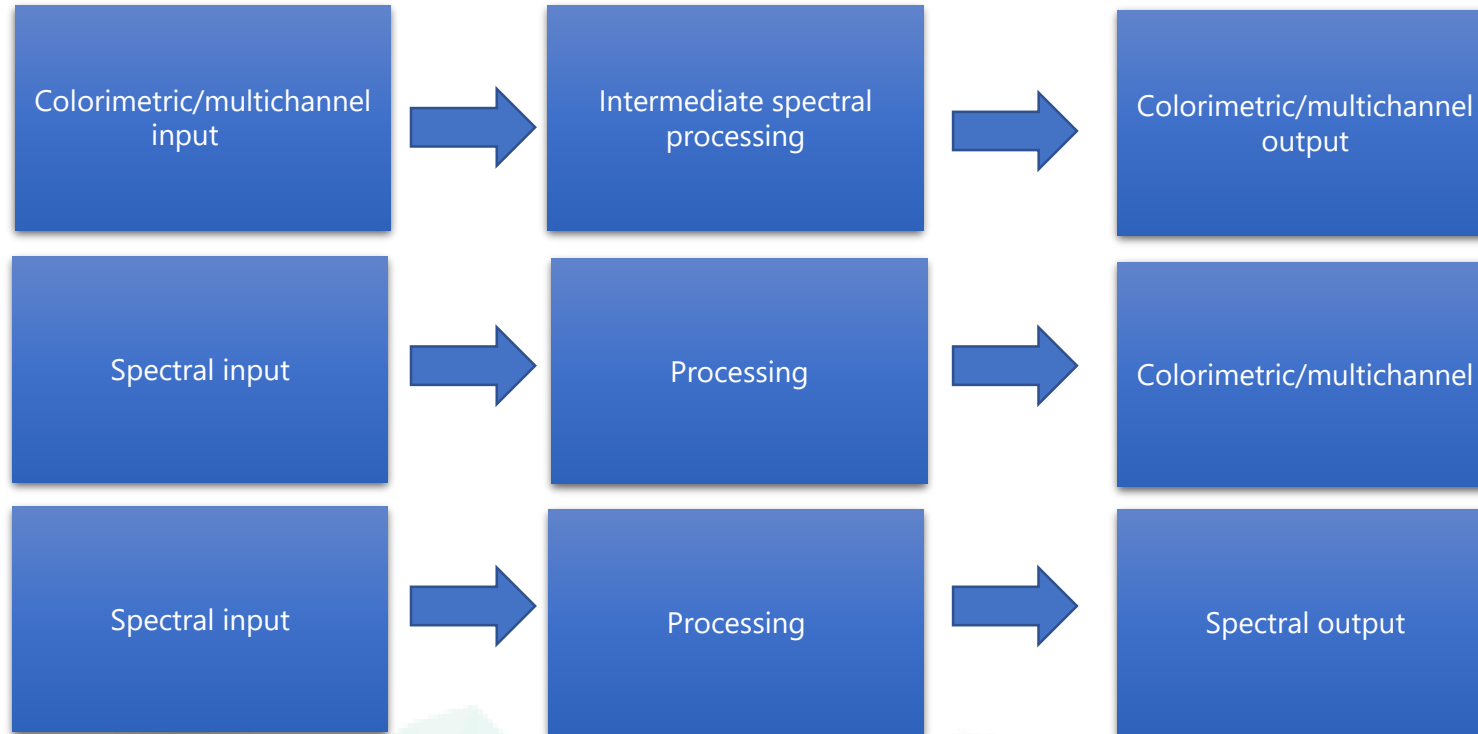 Colorimetric/multichannel
input
Intermediate spectral
processing
Colorimetric/multichannel
output
Spectral input
Processing
Colorimetric/multichannel
Spectral input
Processing
Spectral output